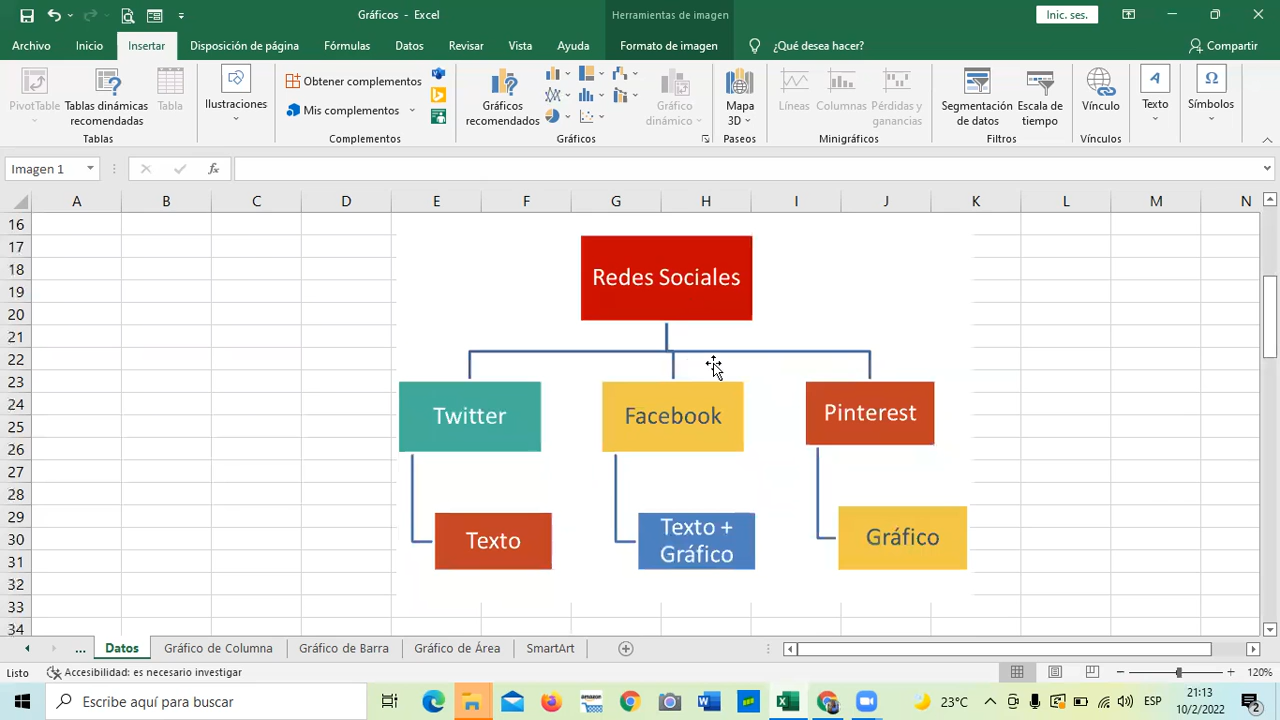 Gráficos - Excel
Herramientas de imagen
Inic. ses.
Archivo
Inicio
Insertar
Disposición de página
Fórmulas
Datos
Revisar
Vista
Ayuda
Formato de imagen
¿Qué desea hacer?
Compartir
PivotTable
Tablas dinámicas
recomendadas
Tabla
Tablas
Ilustraciones
Obtener complementos
Mis complementos
Complementos
Gráficos
recomendados
Gráfico
dinámico
Gráficos
Mapa
3D
Paseos
Líneas
Columnas
Pérdidas y
ganancias
Minigráficos
Segmentación
de datos
Escala de
tiempo
Filtros
Vínculo
Vínculos
Texto
Símbolos
Imagen 1
fx
A B C D E F G H I J K L M N
16
17
18
19
20
21
22
23
24
25
26
27
28
29
30
31
32
33
34
Redes Sociales
Twitter
Facebook
Pinterest
Texto
Texto +
Gráfico
Gráfico
...
Datos
Gráfico de Columna
Gráfico de Barra
Gráfico de Área
SmartArt
Listo
Accesibilidad: es necesario investigar
120%
Escribe aquí para buscar
23°C
ESP
21:13
10/2/2022
2